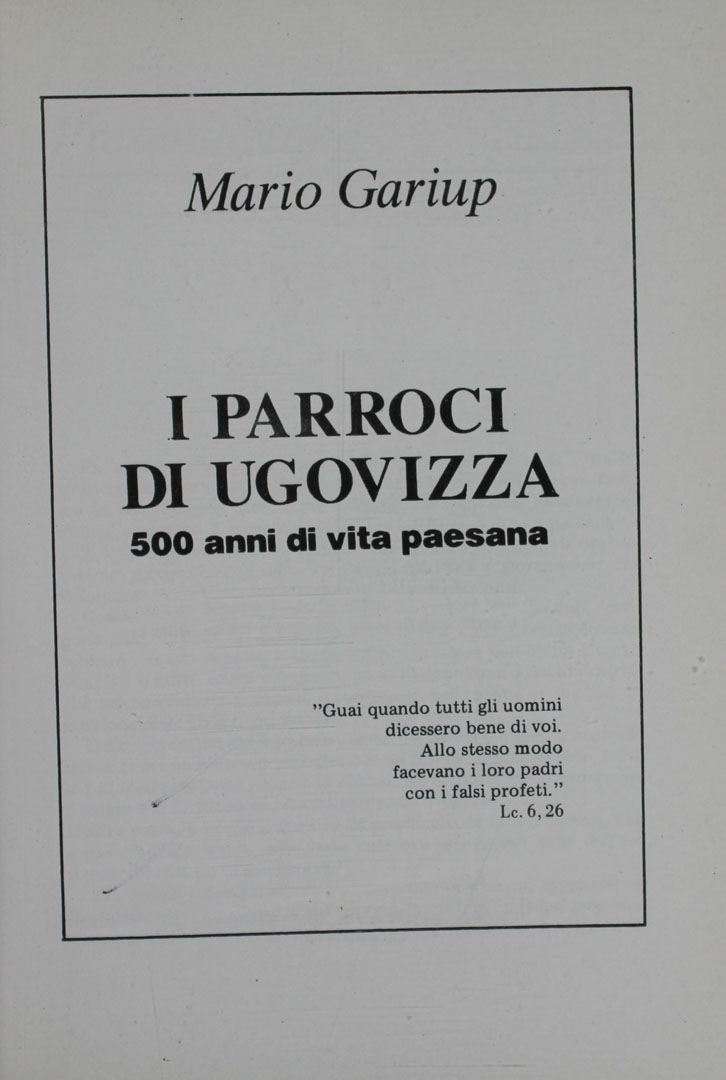 Mario Gariup
I PARROCI
DI UGOVIZZA
500 anni di vita paesana
”Guai quando tutti gli uomini
dicessero bene di voi.
Allo stesso modo
facevano i loro padri
con i falsi profeti.”
Lc. 6, 26